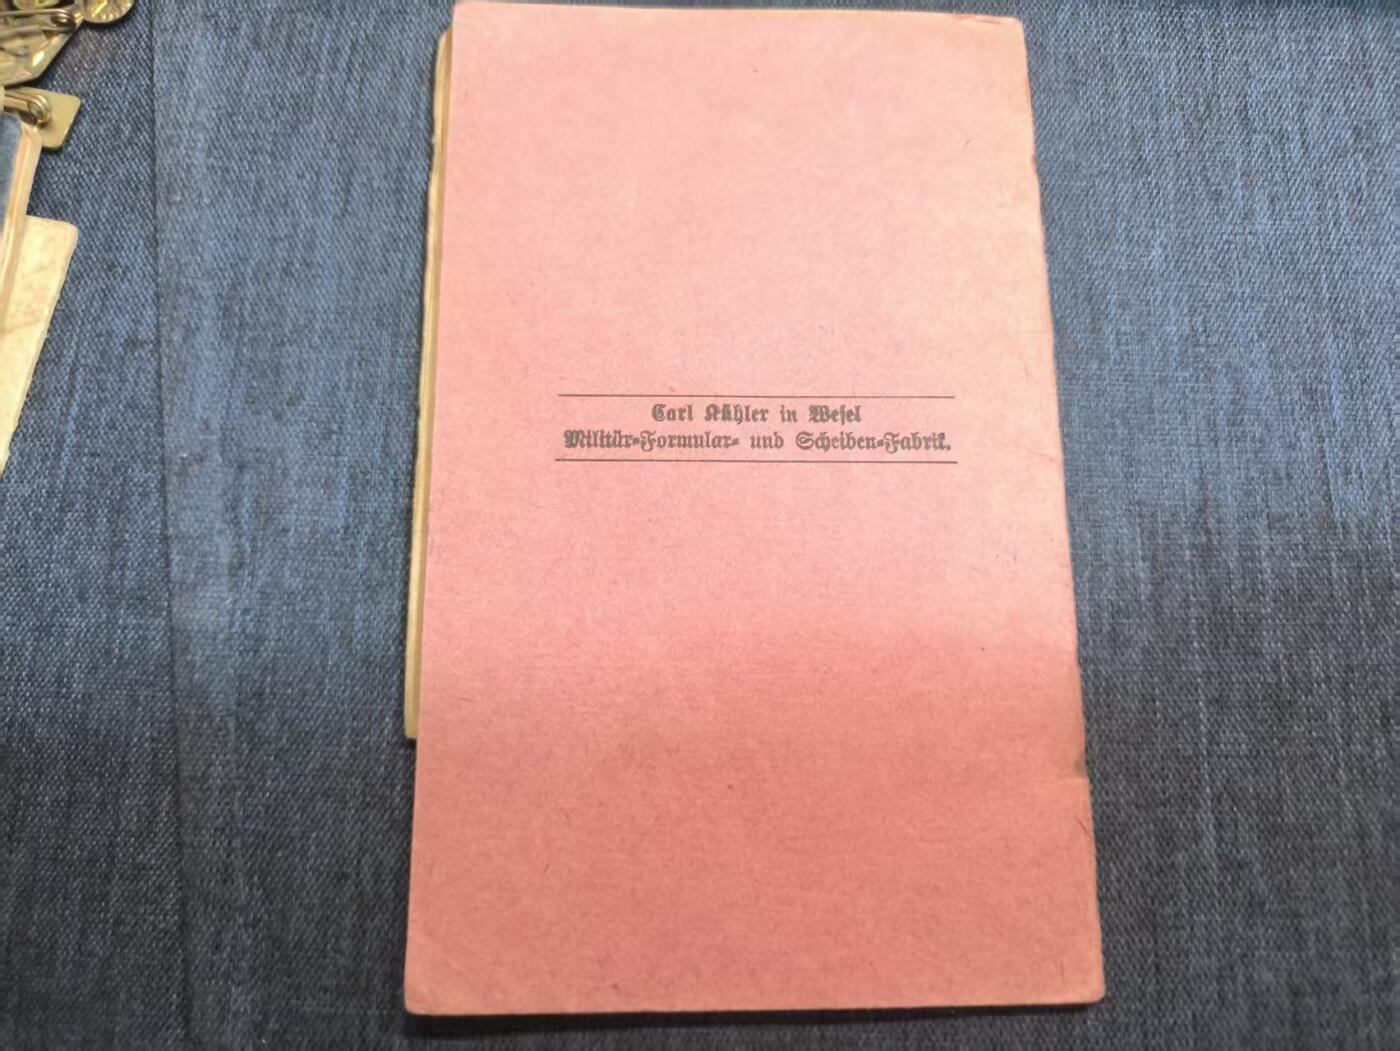 Carl Kühler in Wesel
Militär-Formular- und Scheiben-Fabrik.